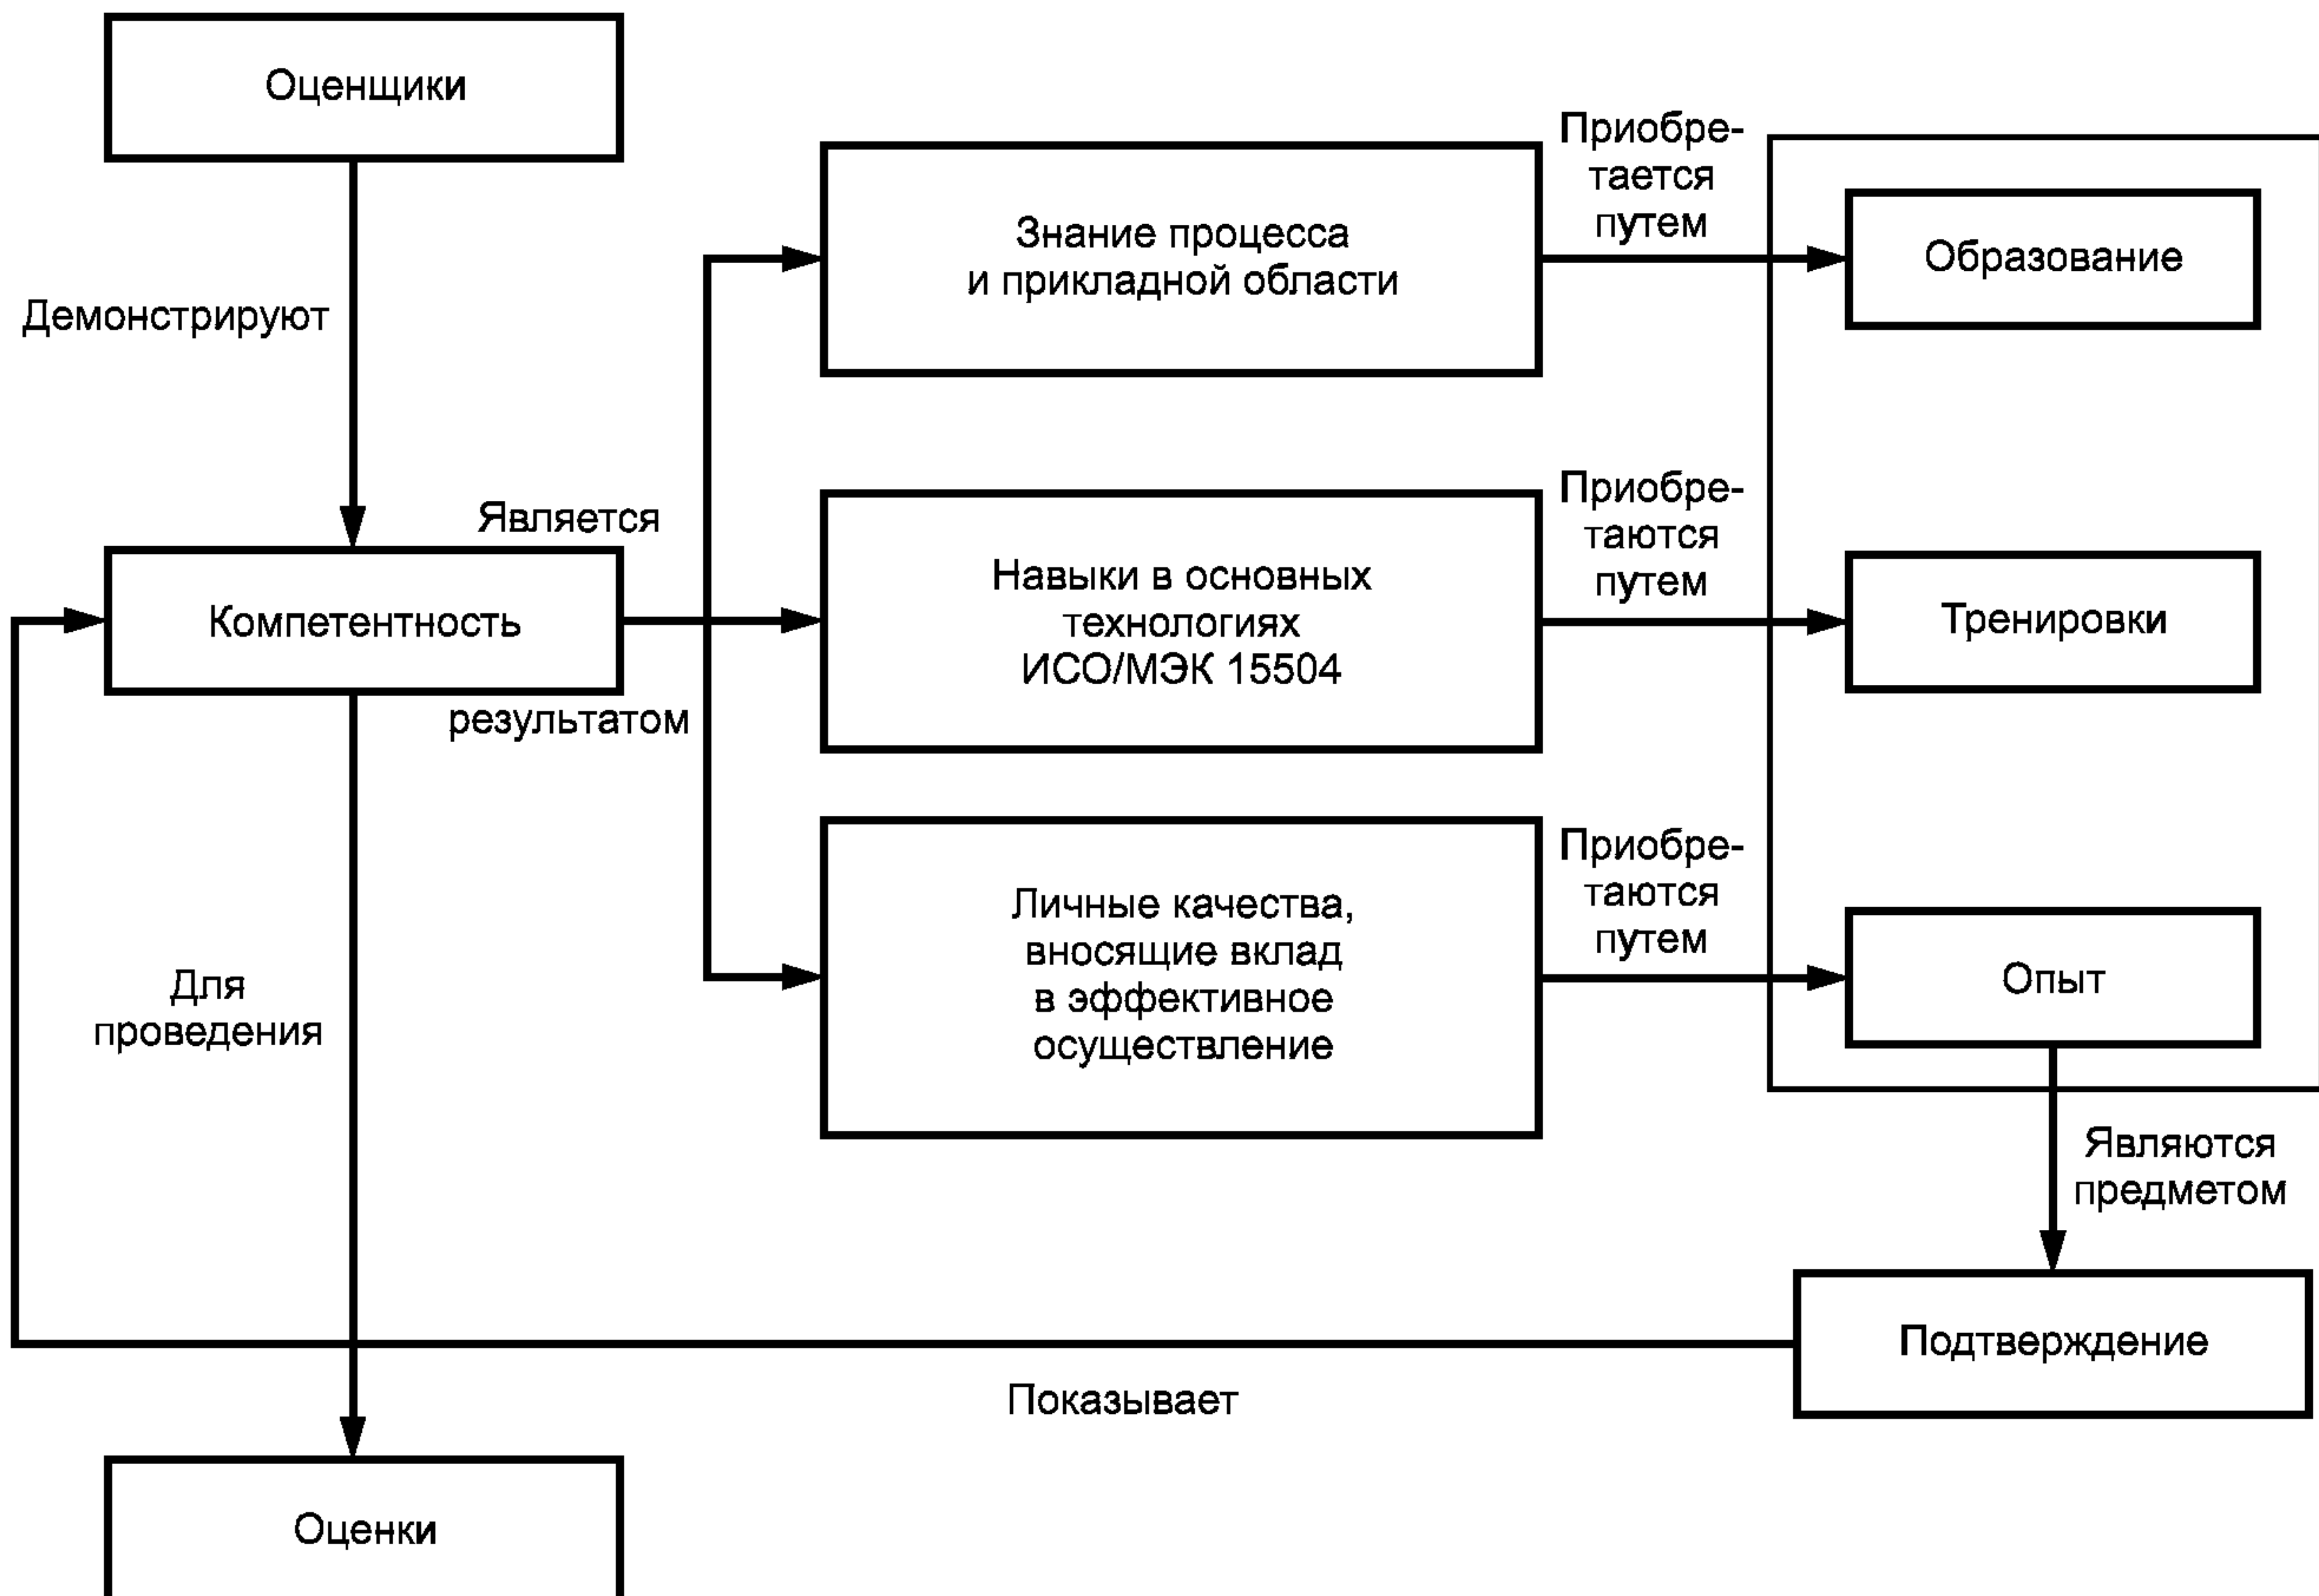 Оценщики
Демонстрируют
Является
Компетентность
результатом
Для
проведения
Оценки
Знание процесса
и прикладной области
Навыки в основных
технологиях
ИСО/МЭК 15504
Личные качества,
вносящие вклад
в эффективное
осуществление
Приобре-
тается
путем
Приобре-
таются
путем
Приобре-
таются
путем
Образование
Тренировки
Опыт
Являются
предметом
Подтверждение
Показывает